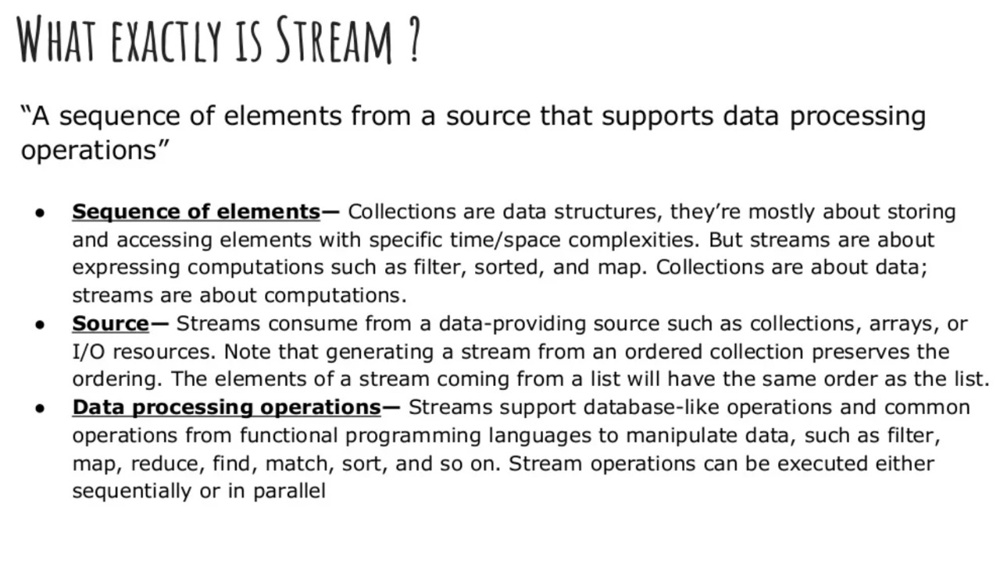 WHAT EXACTLY IS STREAM ?
“A sequence of elements from a source that supports data processing
operations”
● Sequence of elements— Collections are data structures, they’re mostly about storing
and accessing elements with specific time/space complexities. But streams are about
expressing computations such as filter, sorted, and map. Collections are about data;
streams are about computations.
● Source— Streams consume from a data-providing source such as collections, arrays, or
I/O resources. Note that generating a stream from an ordered collection preserves the
ordering. The elements of a stream coming from a list will have the same order as the list.
● Data processing operations— Streams support database-like operations and common
operations from functional programming languages to manipulate data, such as filter,
map, reduce, find, match, sort, and so on. Stream operations can be executed either
sequentially or in parallel